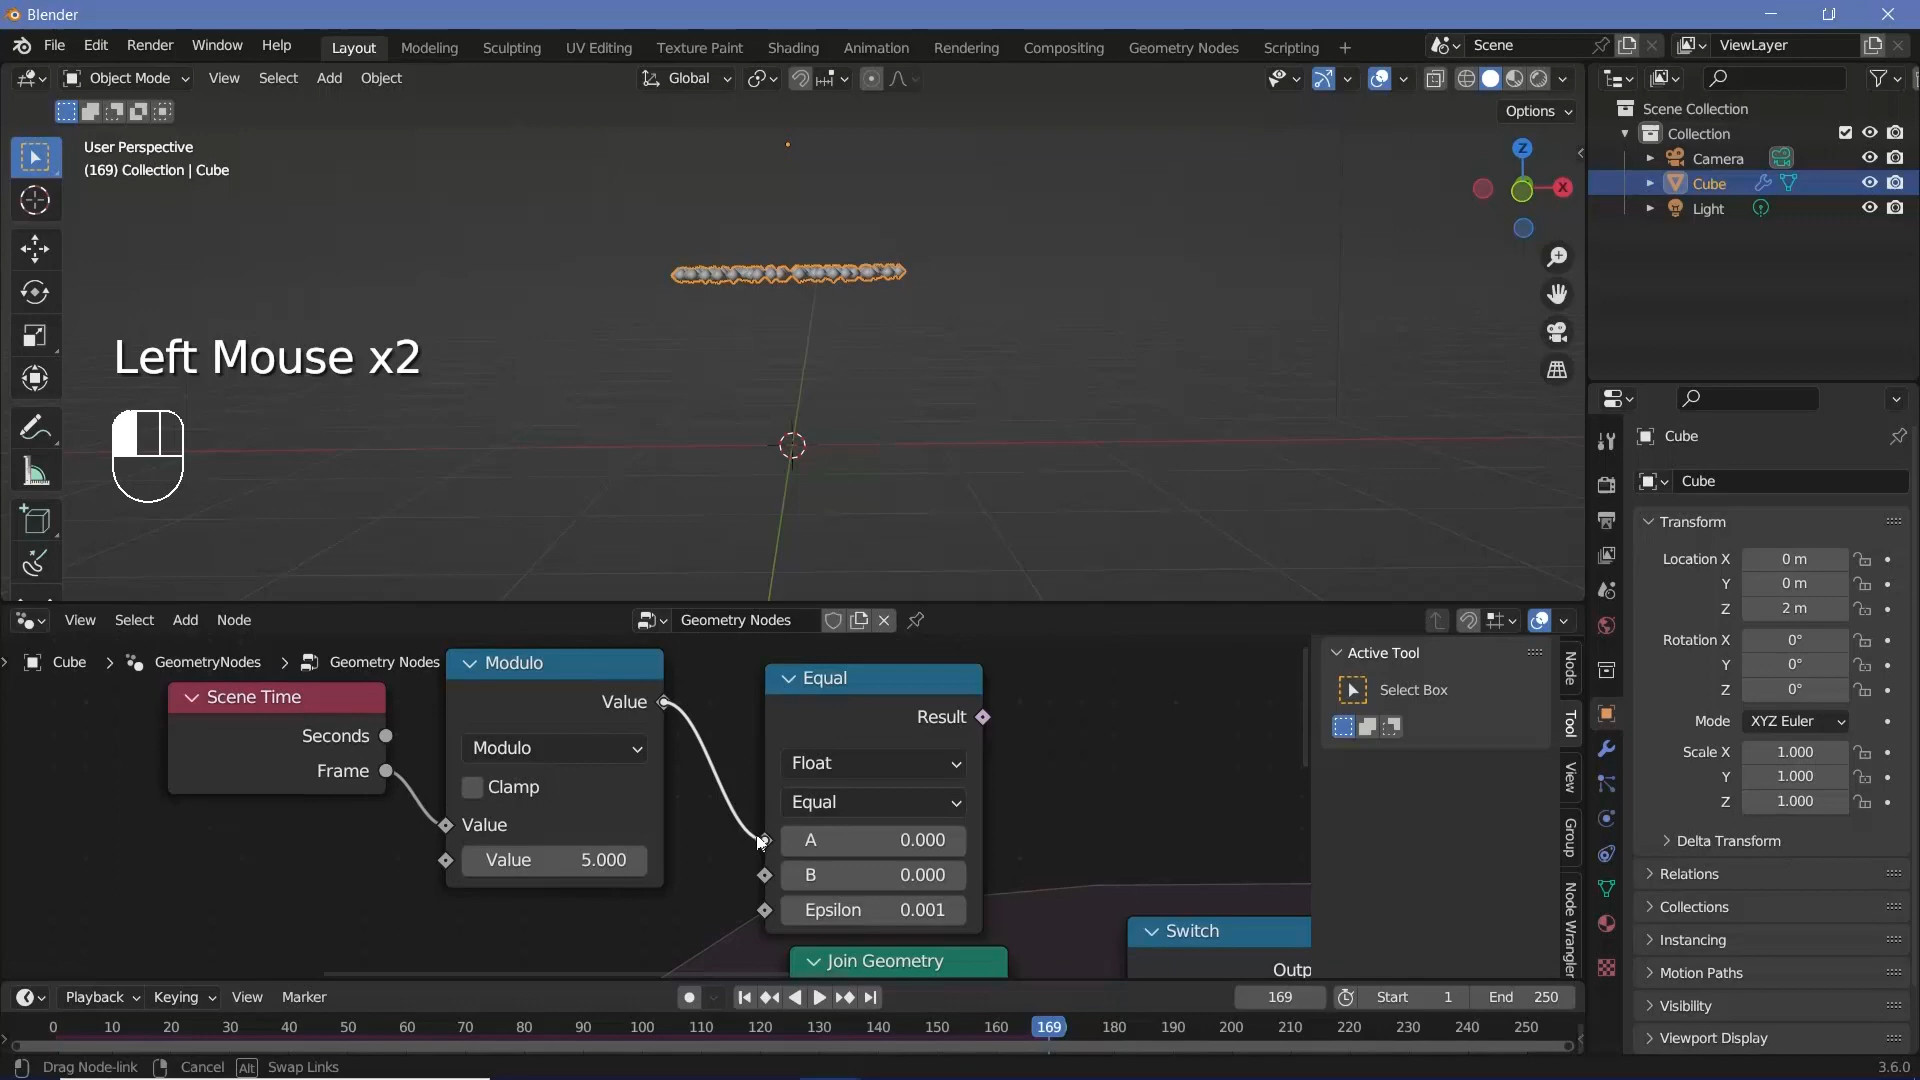 Blender
File Edit Render Window Help
Layout Modeling Sculpting UV Editing Texture Paint Shading Animation Rendering Compositing Geometry Nodes Scripting +
Scene
ViewLayer
Object Mode View Select Add Object
Global
Options
User Perspective
(169) Collection | Cube
Z
X
Left Mouse x2
Scene Collection
Collection
Camera
Cube
Light
Cube
Cube
Transform
Location X 0 m
Y 0 m
Z 2 m
Rotation X 0°
Y 0°
Z 0°
Mode XYZ Euler
Scale X 1.000
Y 1.000
Z 1.000
Delta Transform
Relations
Collections
Instancing
Motion Paths
Visibility
Viewport Display
View Select Add Node
Geometry Nodes
Cube > GeometryNodes > Geometry Nodes
Scene Time
Seconds
Frame
Modulo
Value
Modulo
Clamp
Value
Value 5.000
Equal
Result
Float
Equal
A 0.000
B 0.000
Epsilon 0.001
Join Geometry
Switch
Outp
Active Tool
Select Box
Node
Tool
View
Group
Node Wrangler
Playback Keying View Marker
169
Start 1
End 250
0 10 20 30 40 50 60 70 80 90 100 110 120 130 140 150 160 169 180 190 200 210 220 230 240 250
Drag Node-link Cancel Alt Swap Links
3.6.0